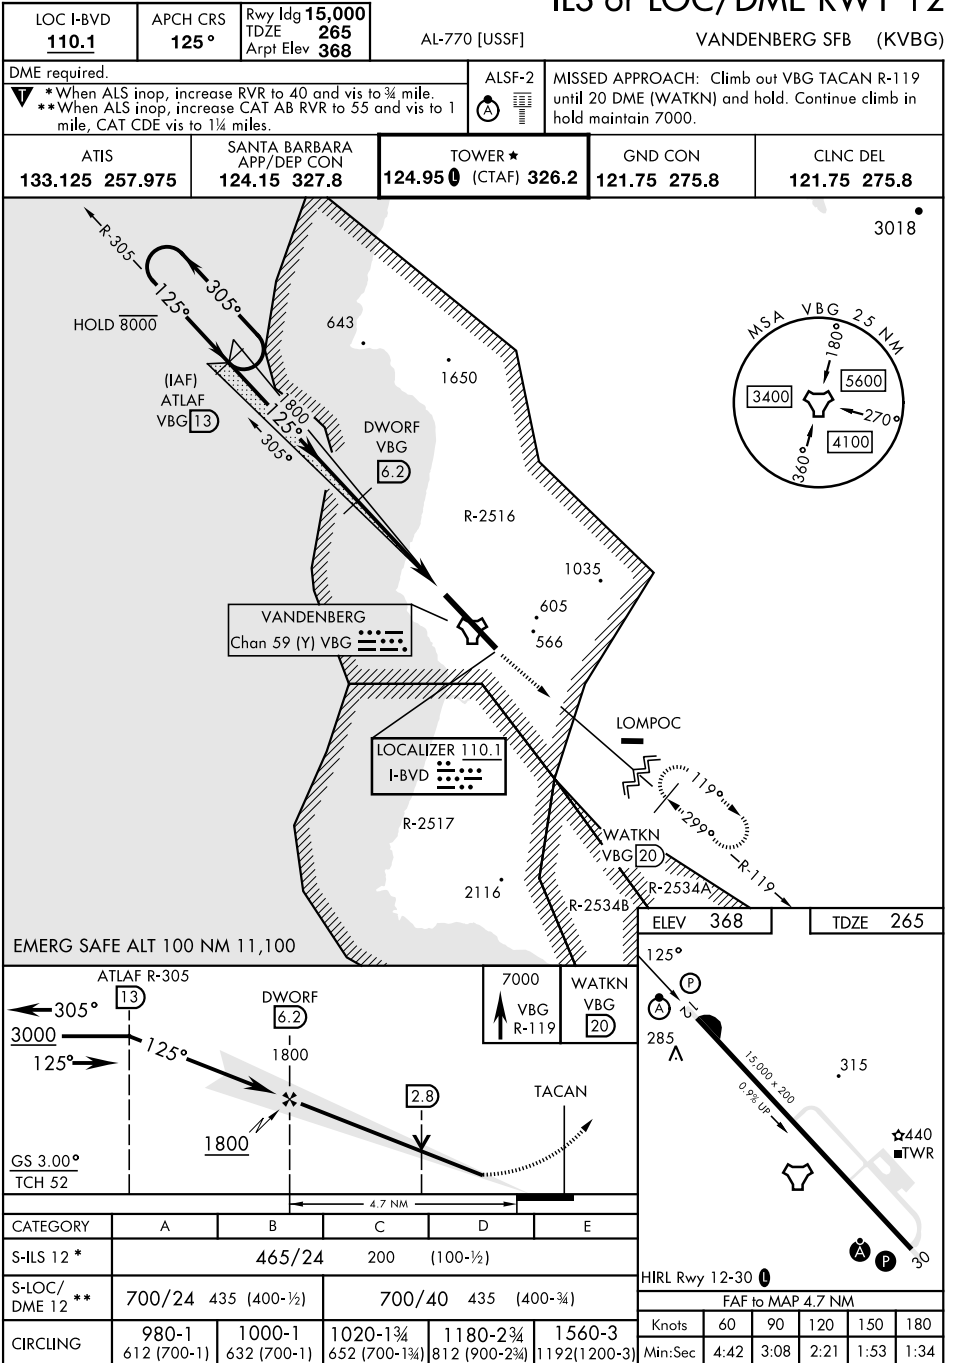 ILS or LOC/DME RWY 12
LOC I-BVD
110.1
APCH CRS
125°
Rwy ldg 15,000
TDZE 265
Arpt Elev 368
AL-770 [USSF]
VANDENBERG SFB (KVBG)
DME required.
T * When ALS inop, increase RVR to 40 and vis to ¾ mile.
** When ALS inop, increase CAT AB RVR to 55 and vis to 1
mile, CAT CDE vis to 1¼ miles.
ALSF-2
A
MISSED APPROACH: Climb out VBG TACAN R-119
until 20 DME (WATKN) and hold. Continue climb in
hold maintain 7000.
ATIS
133.125 257.975
SANTA BARBARA
APP/DEP CON
124.15 327.8
TOWER ★
124.95 L (CTAF) 326.2
GND CON
121.75 275.8
CLNC DEL
121.75 275.8
3018
R-305
305°
125°
HOLD 8000
643
1650
(IAF)
ATLAF
VBG 13
1800
125°
305°
DWORF
VBG
6.2
MSA VBG 25 NM
180°
5600
3400
270°
4100
360°
R-2516
1035
605
566
VANDENBERG
Chan 59 (Y) VBG
LOMPOC
LOCALIZER 110.1
I-BVD
119°
299°
R-2517
WATKN
VBG 20
R-119
2116
R-2534A
R-2534B
EMERG SAFE ALT 100 NM 11,100
ELEV 368
TDZE 265
125°
P
A
12
285
15,000 x 200
0.9% UP
315
440
TWR
A P
30
HIRL Rwy 12-30 L
ATLAF R-305
13
305°
3000
125°
125°
DWORF
6.2
1800
1800
2.8
TACAN
7000
VBG
R-119
WATKN
VBG
20
GS 3.00°
TCH 52
4.7 NM
CATEGORY A B C D E
S-ILS 12 * 465/24 200 (100-½)
S-LOC/
DME 12 ** 700/24 435 (400-½) 700/40 435 (400-¾)
CIRCLING 980-1 1000-1 1020-1¾ 1180-2¾ 1560-3
612 (700-1) 632 (700-1) 652 (700-1¾) 812 (900-2¾) 1192(1200-3)
FAF to MAP 4.7 NM
Knots 60 90 120 150 180
Min:Sec 4:42 3:08 2:21 1:53 1:34